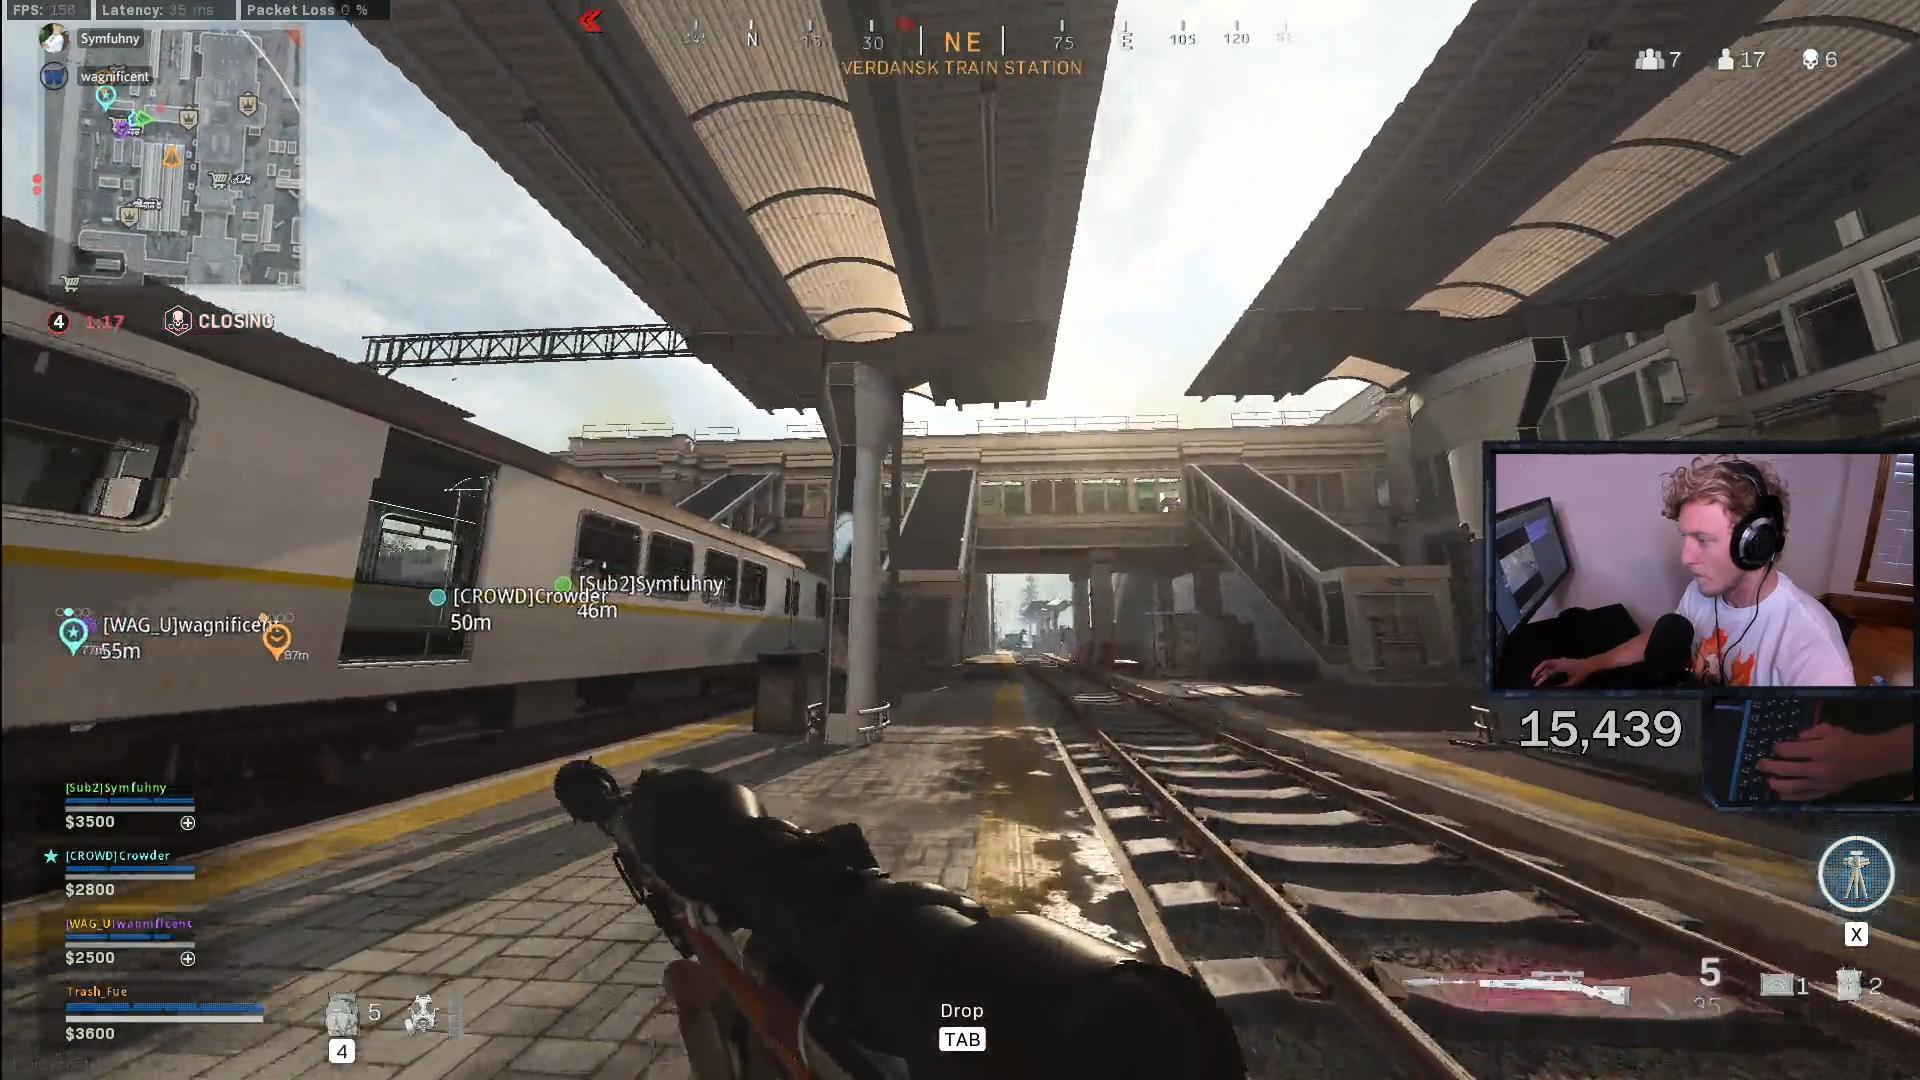 FPS: 156 Latency: 35 ms Packet Loss 0 %
Symfuhny
wagnificent
N 15 30 NE 75 E 105 120 SE
VERDANSK TRAIN STATION
7 17 6
4 1:17 CLOSING
[Sub2]Symfuhny
46m
[CROWD]Crowder
50m
[WAG_U]wagnificent
55m
87m
15,439
[Sub2]Symfuhny
$3500
[CROWD]Crowder
$2800
[WAG_U]wagnificent
$2500
Trash_Fue
$3600
5
4
Drop
TAB
X
5
35
1 2